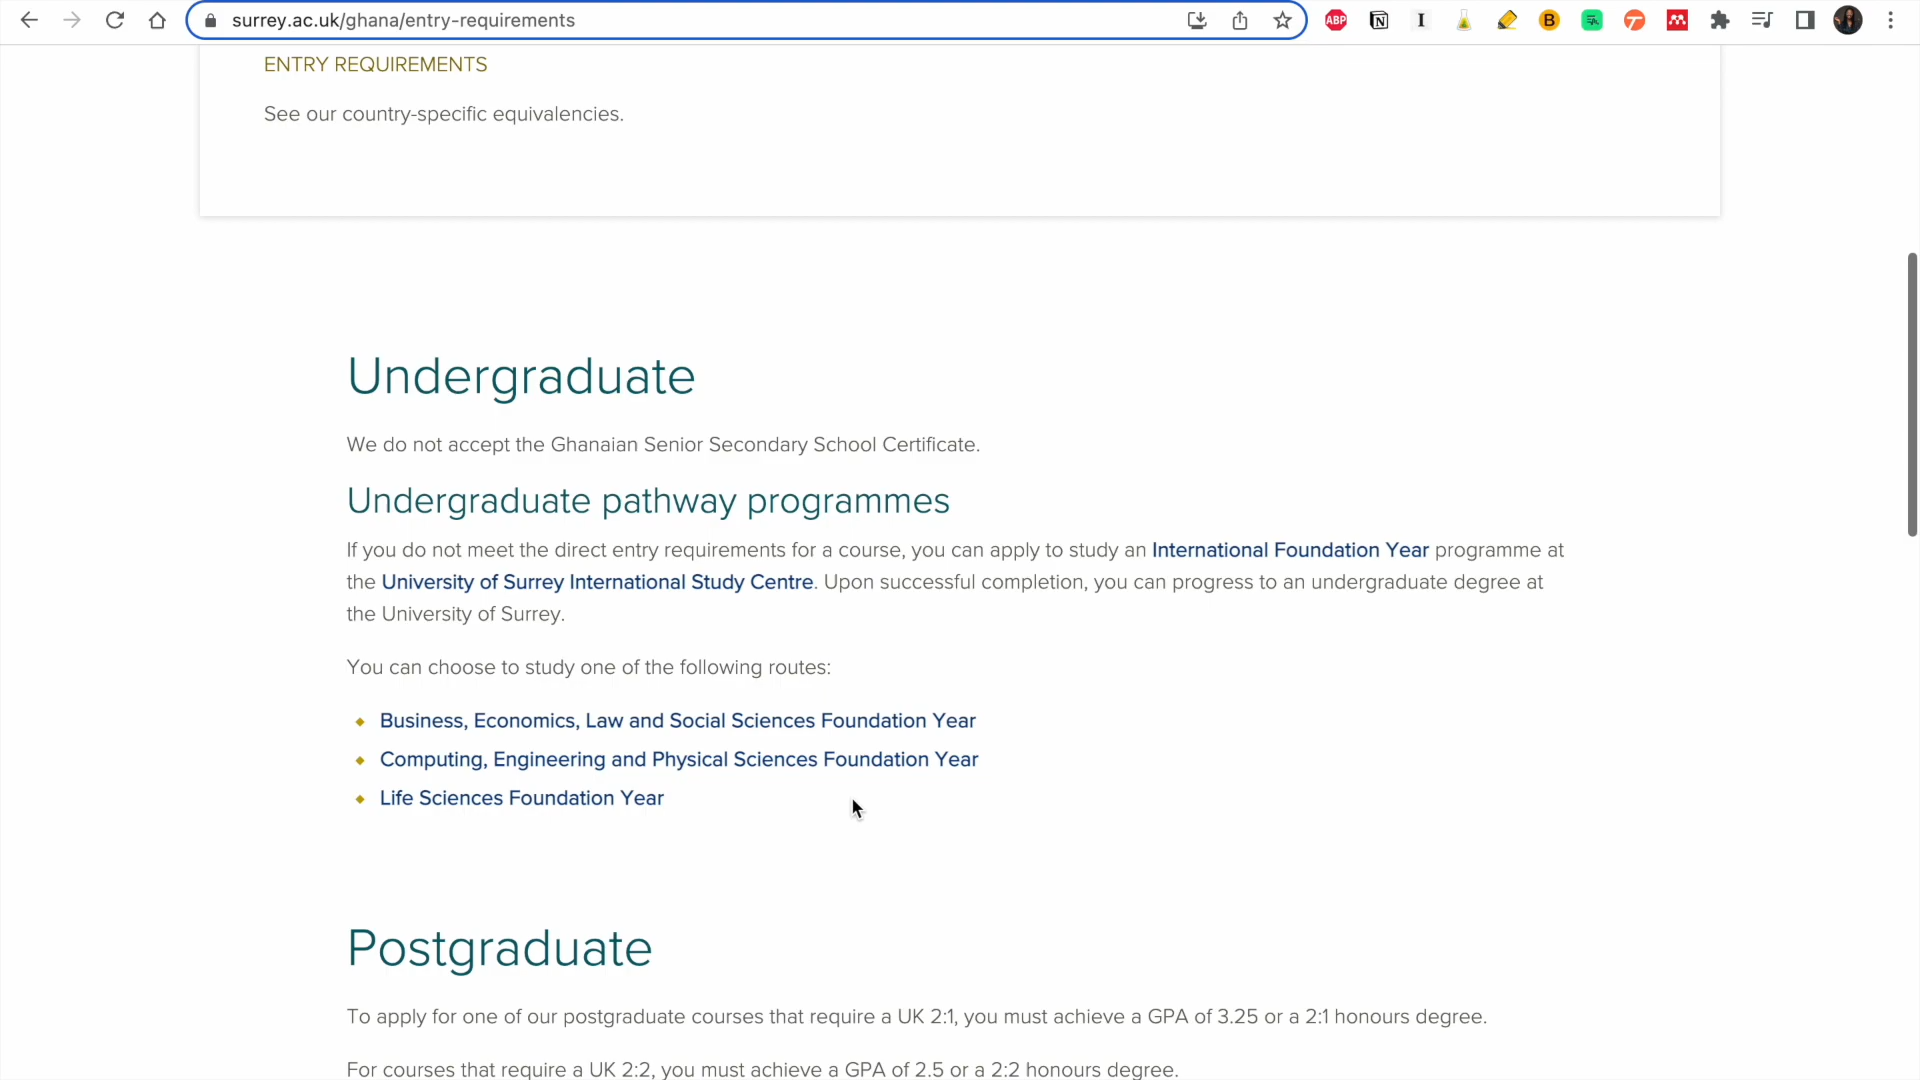 surrey.ac.uk/ghana/entry-requirements
ABP
N
I
B
T
ENTRY REQUIREMENTS
See our country-specific equivalencies.
Undergraduate
We do not accept the Ghanaian Senior Secondary School Certificate.
Undergraduate pathway programmes
If you do not meet the direct entry requirements for a course, you can apply to study an International Foundation Year programme at
the University of Surrey International Study Centre. Upon successful completion, you can progress to an undergraduate degree at
the University of Surrey.
You can choose to study one of the following routes:
Business, Economics, Law and Social Sciences Foundation Year
Computing, Engineering and Physical Sciences Foundation Year
Life Sciences Foundation Year
Postgraduate
To apply for one of our postgraduate courses that require a UK 2:1, you must achieve a GPA of 3.25 or a 2:1 honours degree.
For courses that require a UK 2:2, you must achieve a GPA of 2.5 or a 2:2 honours degree.